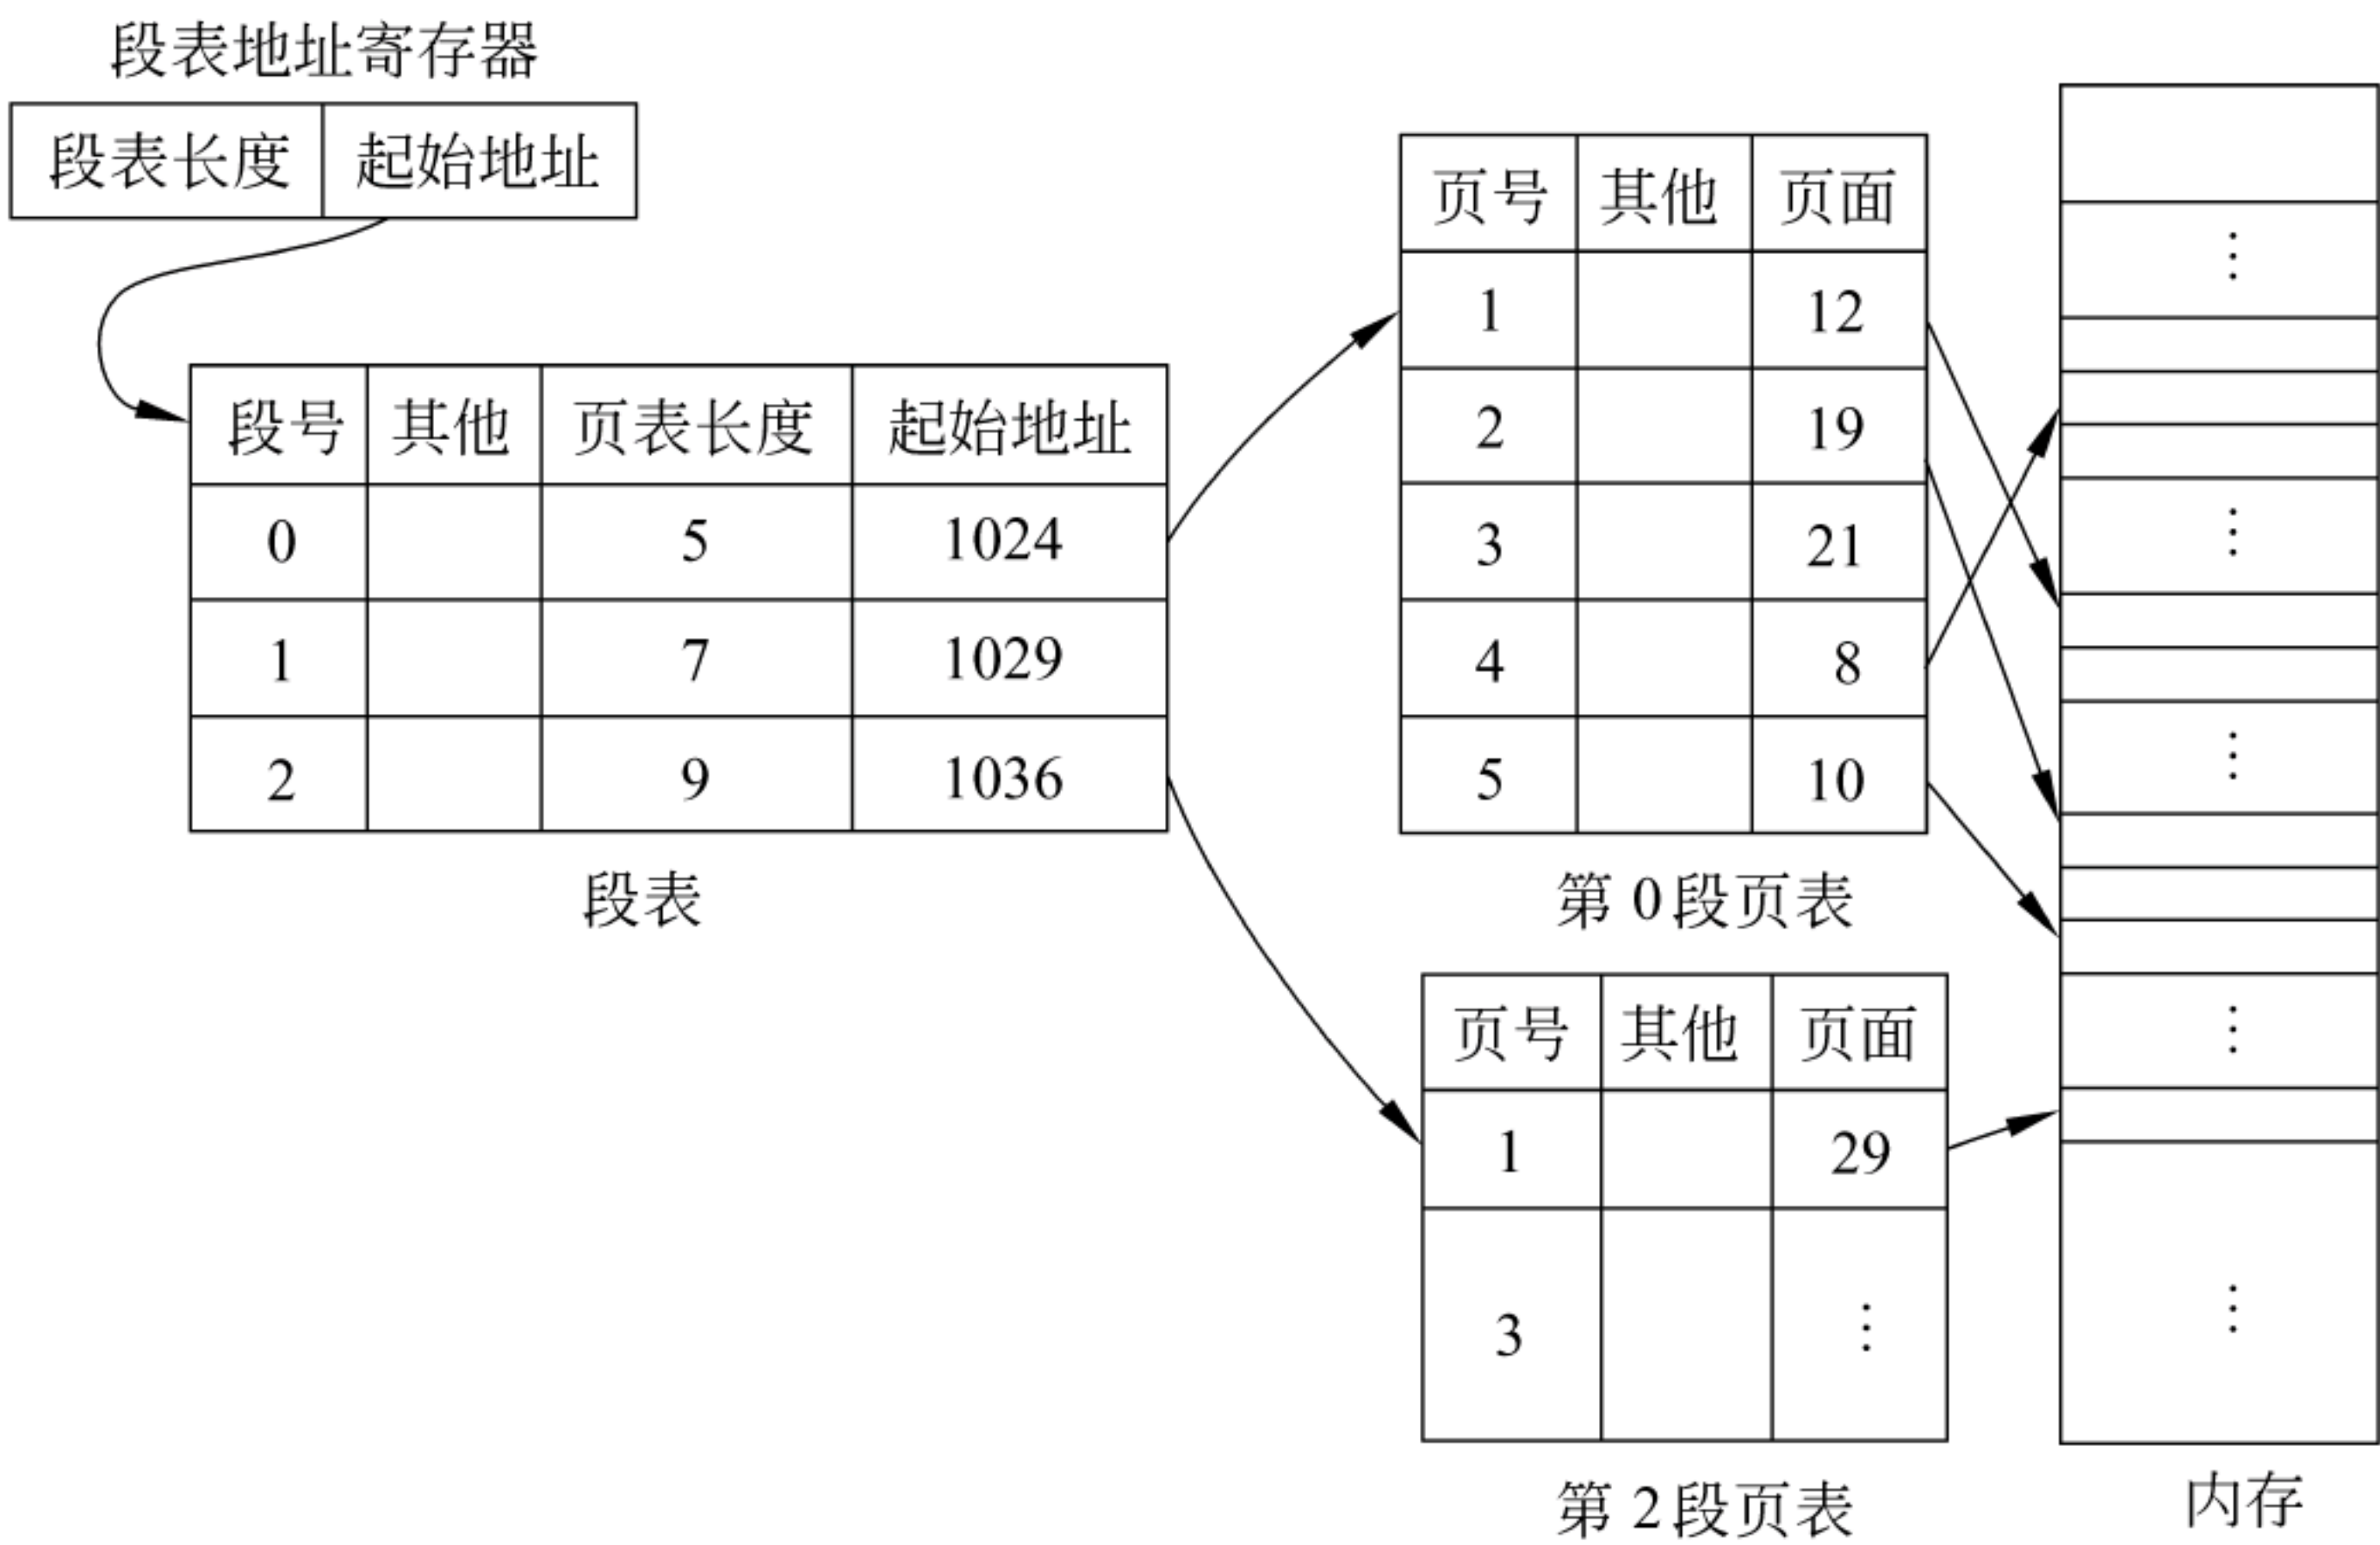 段表地址寄存器
段表长度 起始地址
段号 其他 页表长度 起始地址
0 5 1024
1 7 1029
2 9 1036
段表
页号 其他 页面
1 12
2 19
3 21
4 8
5 10
第 0 段页表
页号 其他 页面
1 29
3 ⋮
第 2 段页表
⋮
⋮
⋮
⋮
⋮
内存